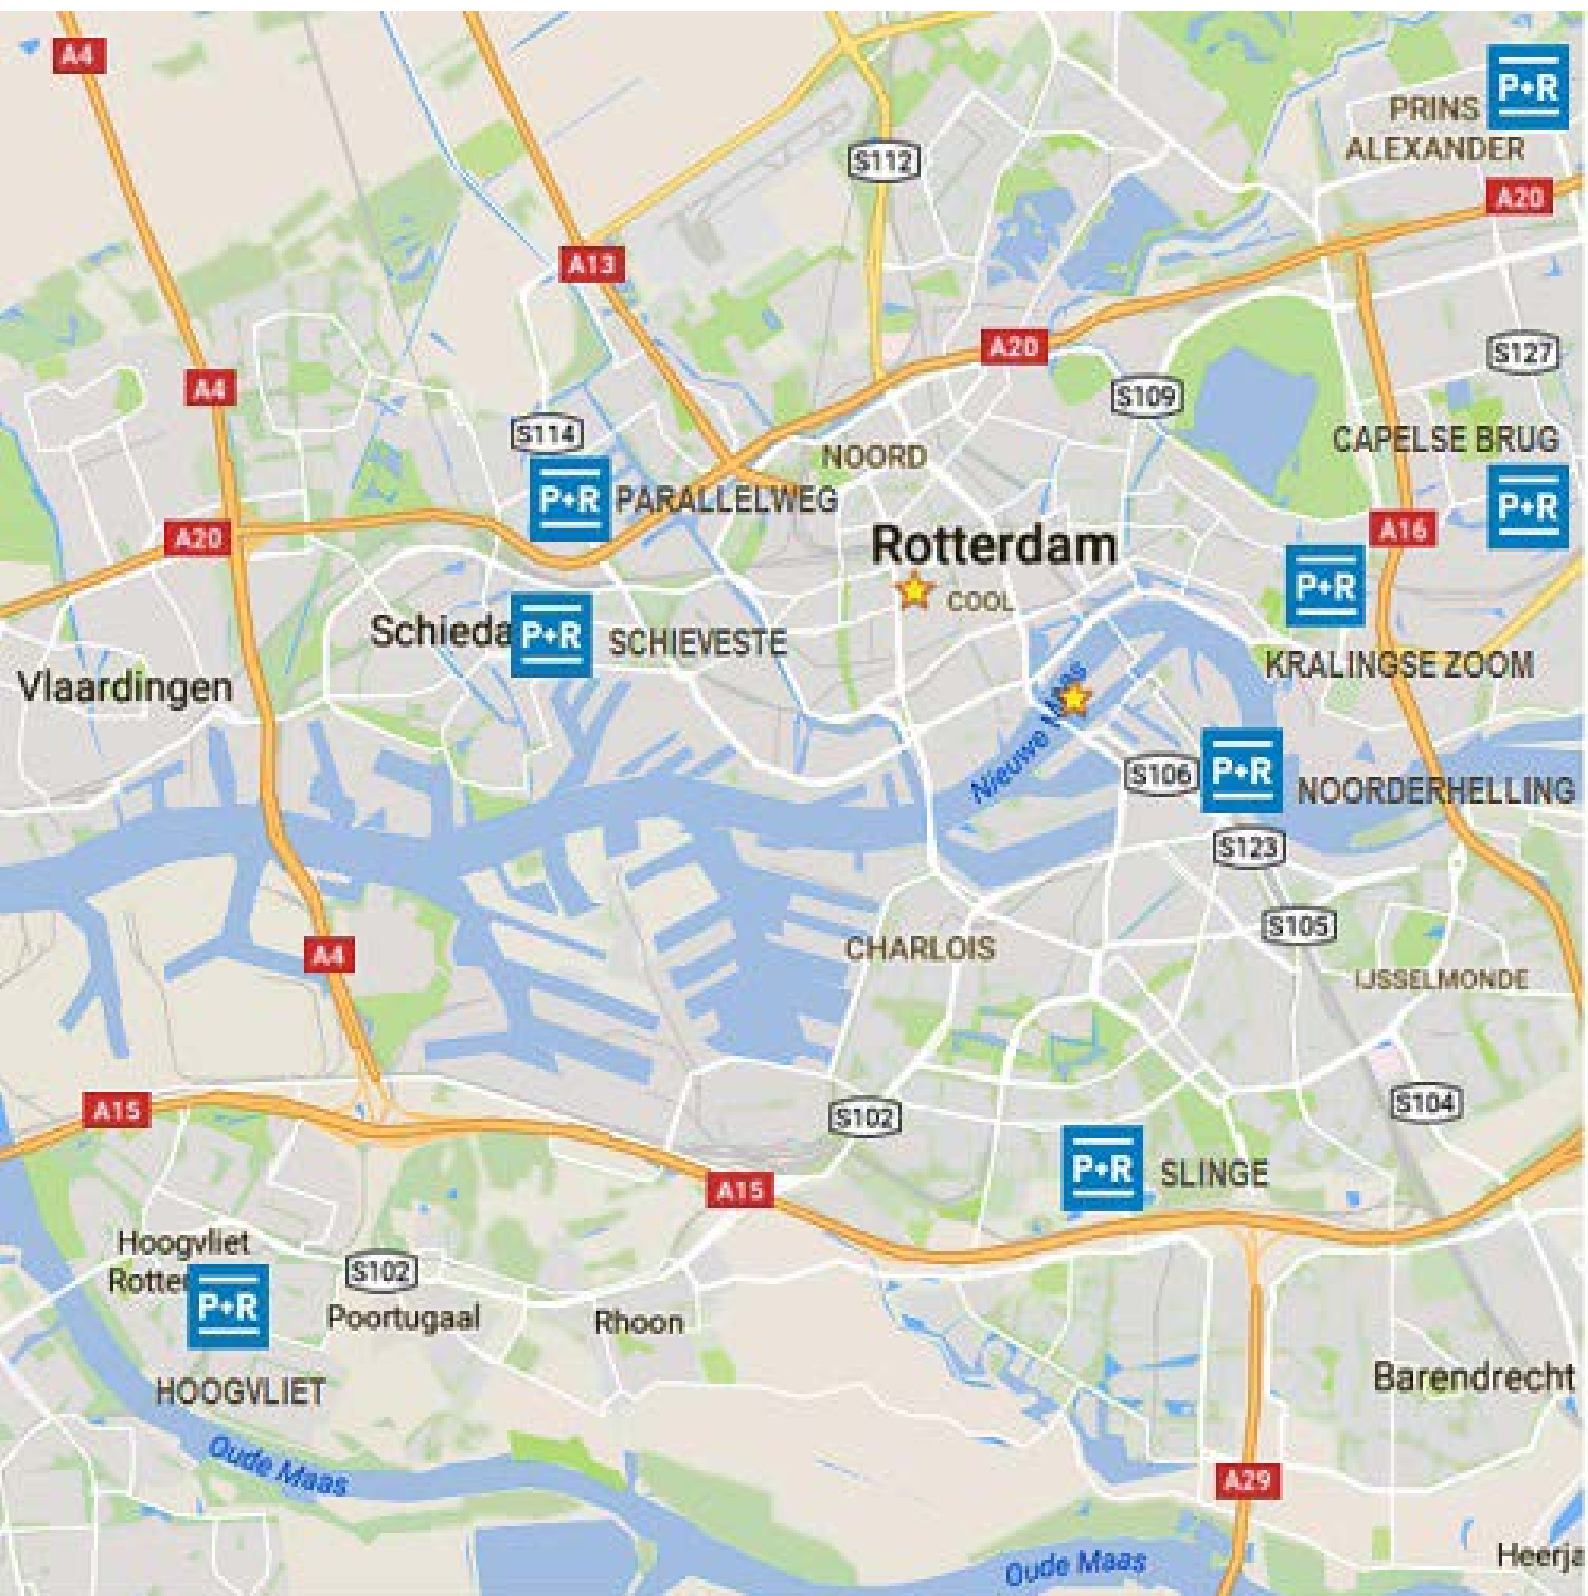 A4
P+R
PRINS
ALEXANDER
S112
A20
A13
A20
S127
A4
S109
S114
CAPELSE BRUG
NOORD
P+R
PARALLELWEG
P+R
A20
A16
Rotterdam
P+R
COOL
Schieda
P+R
SCHIEVESTE
KRALINGSE ZOOM
Vlaardingen
Nieuwe Maas
S106
P+R
NOORDERHELLING
S123
S105
A4
CHARLOIS
IJSSELMONDE
A15
S102
S104
P+R
SLINGE
A15
Hoogvliet
Rotter
S102
P+R
Poortugaal
Rhoon
HOOGVLIET
Barendrecht
Oude Maas
A29
Heerja
Oude Maas